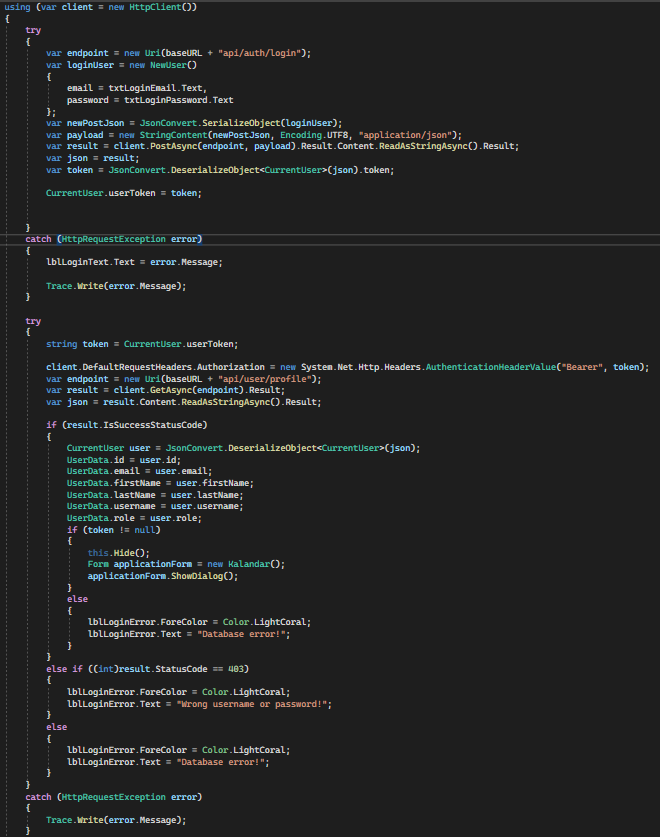 using (var client = new HttpClient())
{
try
{
var endpoint = new Uri(baseURL + "api/auth/login");
var loginUser = new NewUser()
{
email = txtLoginEmail.Text,
password = txtLoginPassword.Text
};
var newPostJson = JsonConvert.SerializeObject(loginUser);
var payload = new StringContent(newPostJson, Encoding.UTF8, "application/json");
var result = client.PostAsync(endpoint, payload).Result.Content.ReadAsStringAsync().Result;
var json = result;
var token = JsonConvert.DeserializeObject<CurrentUser>(json).token;
CurrentUser.userToken = token;
}
catch (HttpRequestException error)
{
lblLoginText.Text = error.Message;
Trace.Write(error.Message);
}
try
{
string token = CurrentUser.userToken;
client.DefaultRequestHeaders.Authorization = new System.Net.Http.Headers.AuthenticationHeaderValue("Bearer", token);
var endpoint = new Uri(baseURL + "api/user/profile");
var result = client.GetAsync(endpoint).Result;
var json = result.Content.ReadAsStringAsync().Result;
if (result.IsSuccessStatusCode)
{
CurrentUser user = JsonConvert.DeserializeObject<CurrentUser>(json);
UserData.id = user.id;
UserData.email = user.email;
UserData.firstName = user.firstName;
UserData.lastName = user.lastName;
UserData.username = user.username;
UserData.role = user.role;
if (token != null)
{
this.Hide();
Form applicationForm = new Kalandar();
applicationForm.ShowDialog();
}
else
{
lblLoginError.ForeColor = Color.LightCoral;
lblLoginError.Text = "Database error!";
}
}
else if ((int)result.StatusCode == 403)
{
lblLoginError.ForeColor = Color.LightCoral;
lblLoginError.Text = "Wrong username or password!";
}
else
{
lblLoginError.ForeColor = Color.LightCoral;
lblLoginError.Text = "Database error!";
}
}
catch (HttpRequestException error)
{
Trace.Write(error.Message);
}